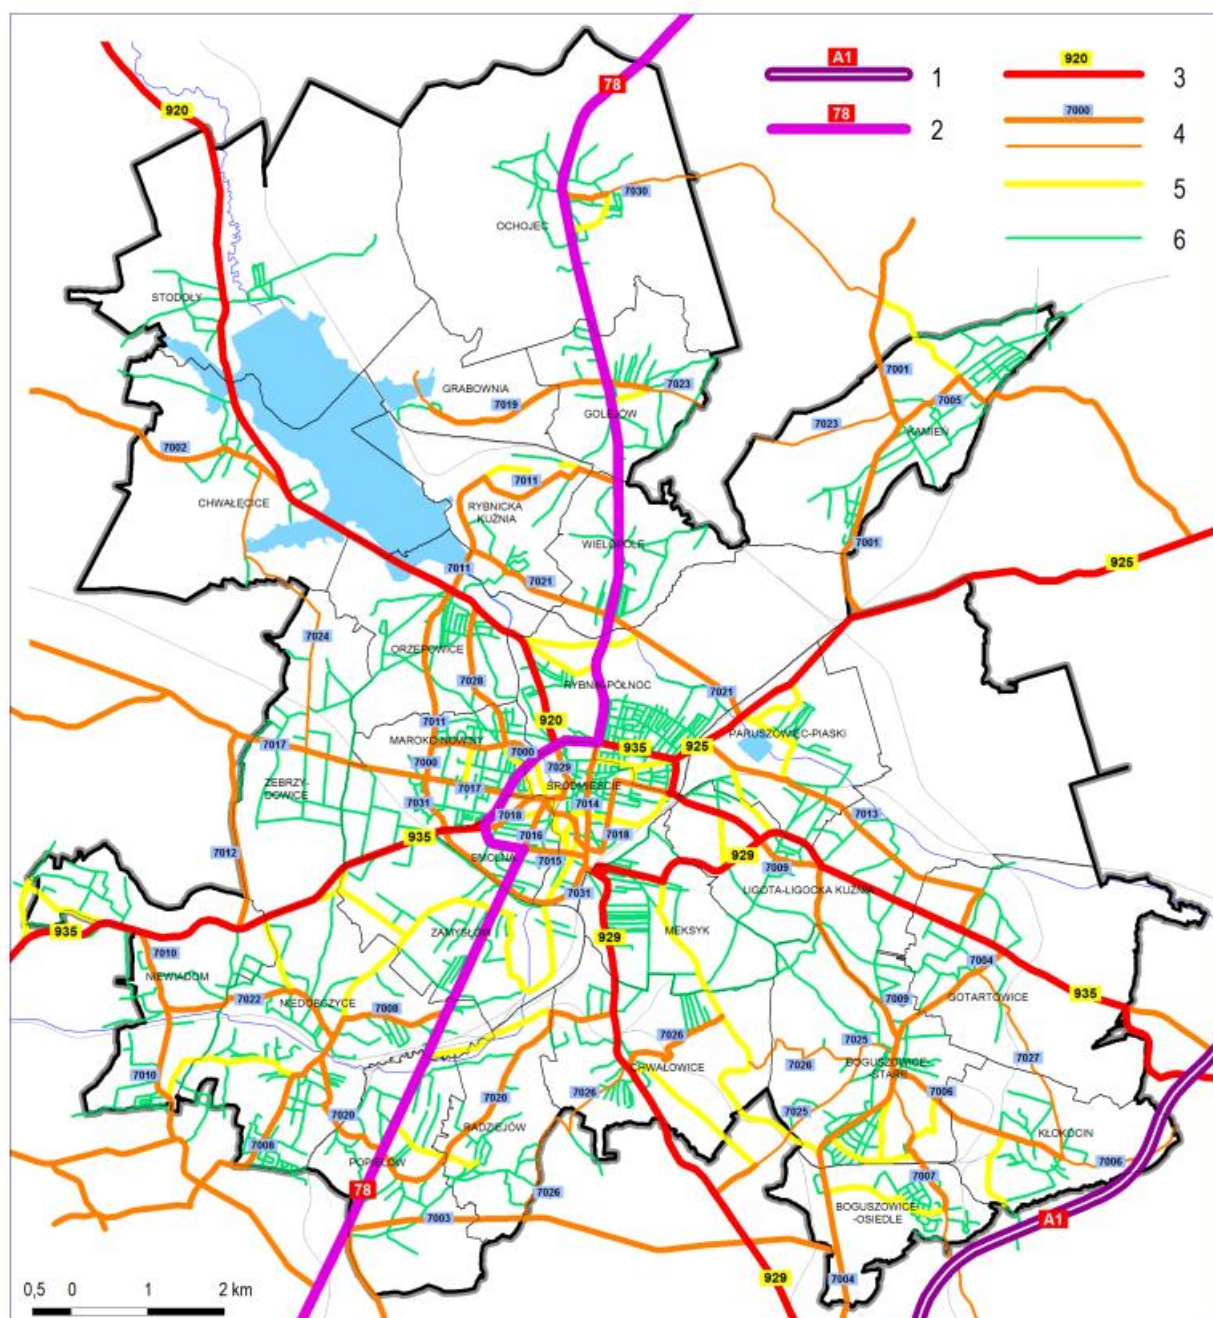 A1
1
78
2
920
3
7000
4
5
6
920
78
OCHOJEC
7030
STODOŁY
GRABOWNIA
7019
7023
GOLEJÓW
7001
7005
7023
KAMIEŃ
7002
CHWAŁĘCICE
7011
RYBNICKA
KUŹNIA
WIELOPOLE
7001
925
7011
7021
7024
ORZEPOWICE
7028
RYBNIK-PÓŁNOC
7021
7011
920
PARUSZOWIEC-PIASKI
7017
MAROKO-NOWINY
7000
935
925
7000
7029
ŚRÓDMIEŚCIE
ZEBRZY-
DOWICE
7017
7031
7018
7014
7013
935
7016
7018
7012
SMOLNA
7015
929
7009
7031
LIGOTA-LIGOCKA KUŹNIA
935
ZAMYSŁÓW
929
MEKSYK
7010
NIEWIADOM
7004
7022
NIEDOBCZYCE
7008
7009
GOTARTOWICE
935
7026
7025
7010
CHWAŁOWICE
7026
BOGUSZOWICE-
STARE
7027
7020
7020
7026
7025
7006
7008
RADZIEJÓW
KŁOKOCIN
POPIELÓW
7006
78
7026
7007
BOGUSZOWICE-
-OSIEDLE
7003
A1
929
7004
0,5
0
1
2 km